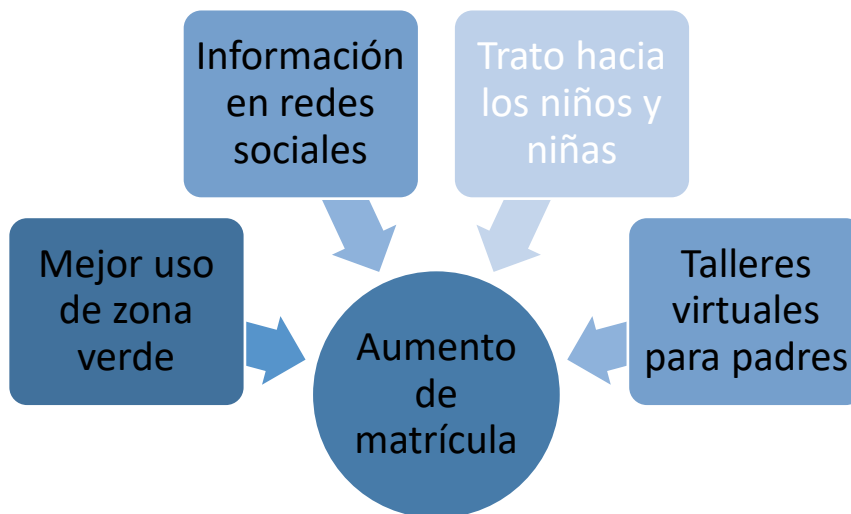 Información
en redes
sociales
Trato hacia
los niños y
niñas
Mejor uso
de zona
verde
Talleres
virtuales
para padres
Aumento
de
matrícula